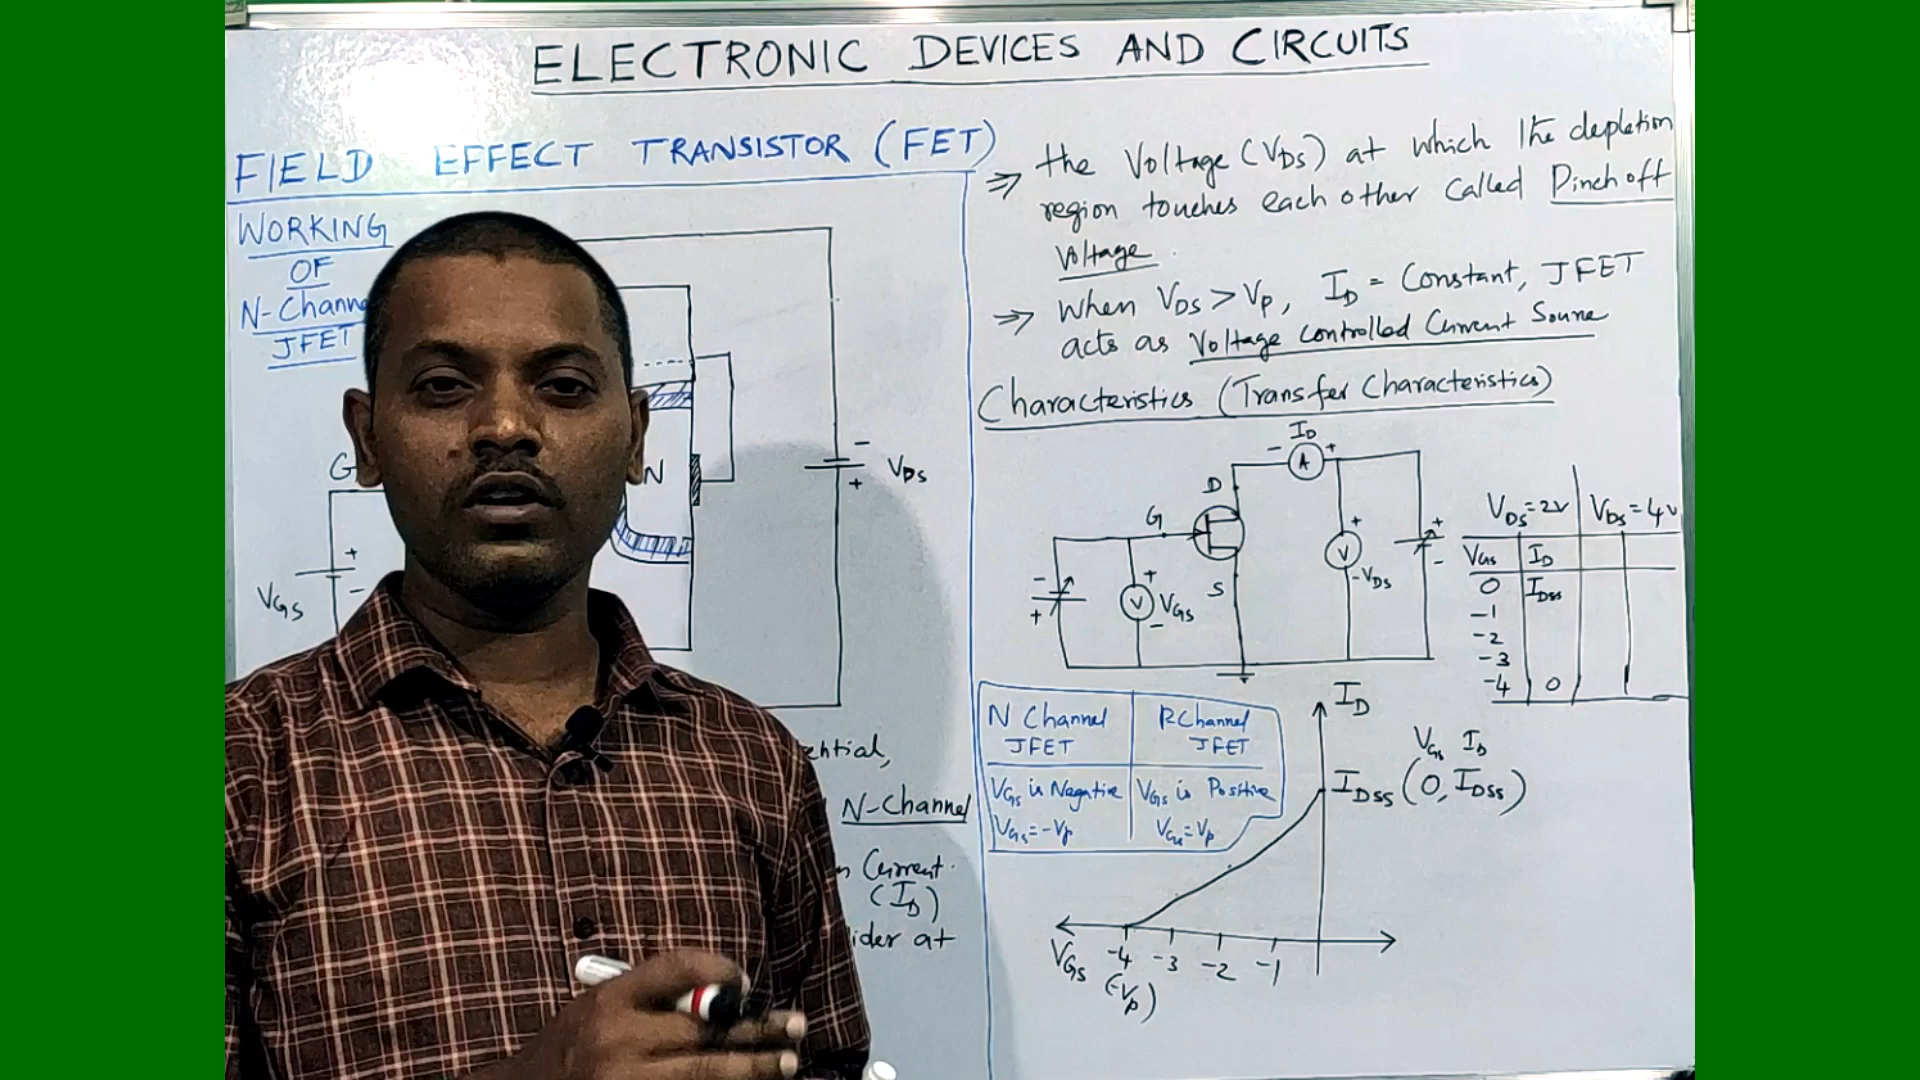 ELECTRONIC DEVICES AND CIRCUITS
FIELD EFFECT TRANSISTOR (FET)
WORKING
OF
N-Channe
JFET
G
N
VGS
+
-
-
+
VDS
ential,
N-Channel
n Current.
(ID)
ider at
⇒ the Voltage (VDS) at which the depletion
region touches each other called Pinch off
Voltage.
⇒ When VDS > Vp, ID = Constant, JFET
acts as Voltage controlled Current Source
Characteristics (Transfer Characteristics)
ID
- A +
D
G
S
- +
+ V - VGS
+ V - VDS
+ -
VDS=2V VDS=4V
VGS ID
0 IDSS
-1
-2
-3
-4 0
N Channel P Channel
JFET JFET
VGS is Negative VGS is Positive
VGS=-Vp VGS=Vp
ID
VGS ID
IDSS (0, IDSS)
VGS -4 -3 -2 -1
(-Vp)